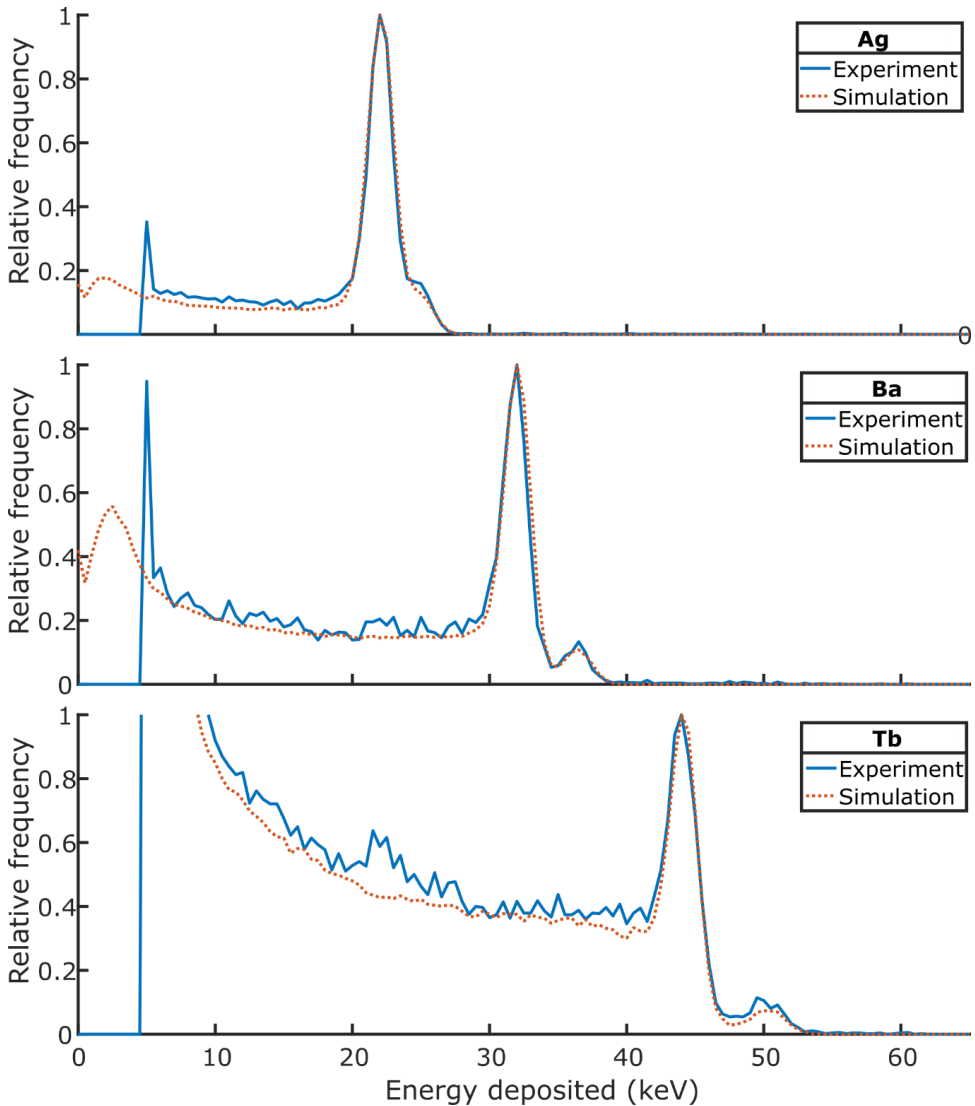 Relative frequency
1
0.8
0.6
0.4
0.2
0
Ag
Experiment
Simulation
Relative frequency
1
0.8
0.6
0.4
0.2
0
Ba
Experiment
Simulation
Relative frequency
1
0.8
0.6
0.4
0.2
0
Tb
Experiment
Simulation
0 10 20 30 40 50 60
Energy deposited (keV)